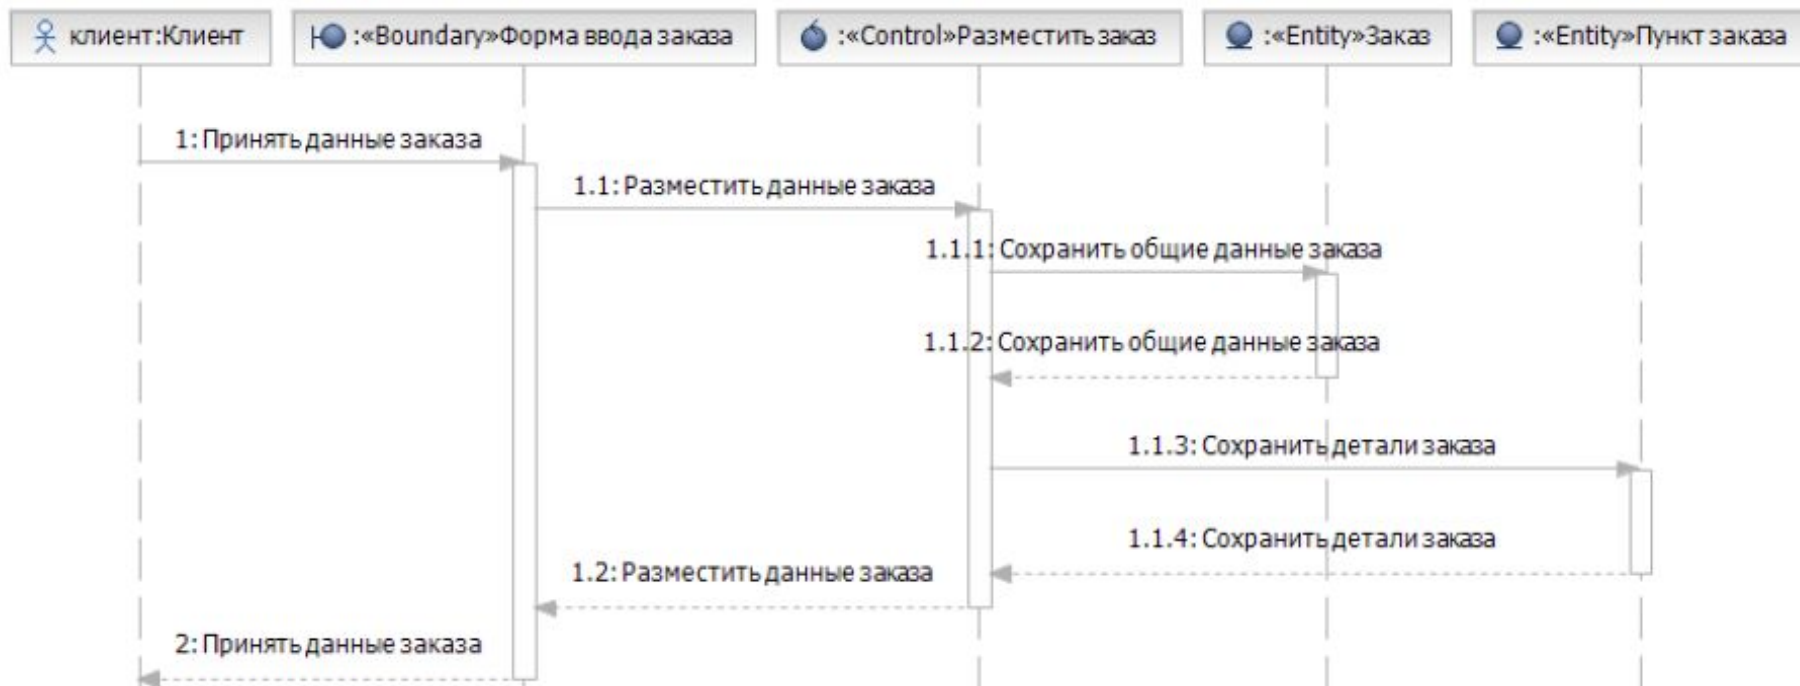 клиент:Клиент
:«Boundary»Форма ввода заказа
:«Control»Разместить заказ
:«Entity»Заказ
:«Entity»Пункт заказа
1: Принять данные заказа
1.1: Разместить данные заказа
1.1.1: Сохранить общие данные заказа
1.1.2: Сохранить общие данные заказа
1.1.3: Сохранить детали заказа
1.1.4: Сохранить детали заказа
1.2: Разместить данные заказа
2: Принять данные заказа